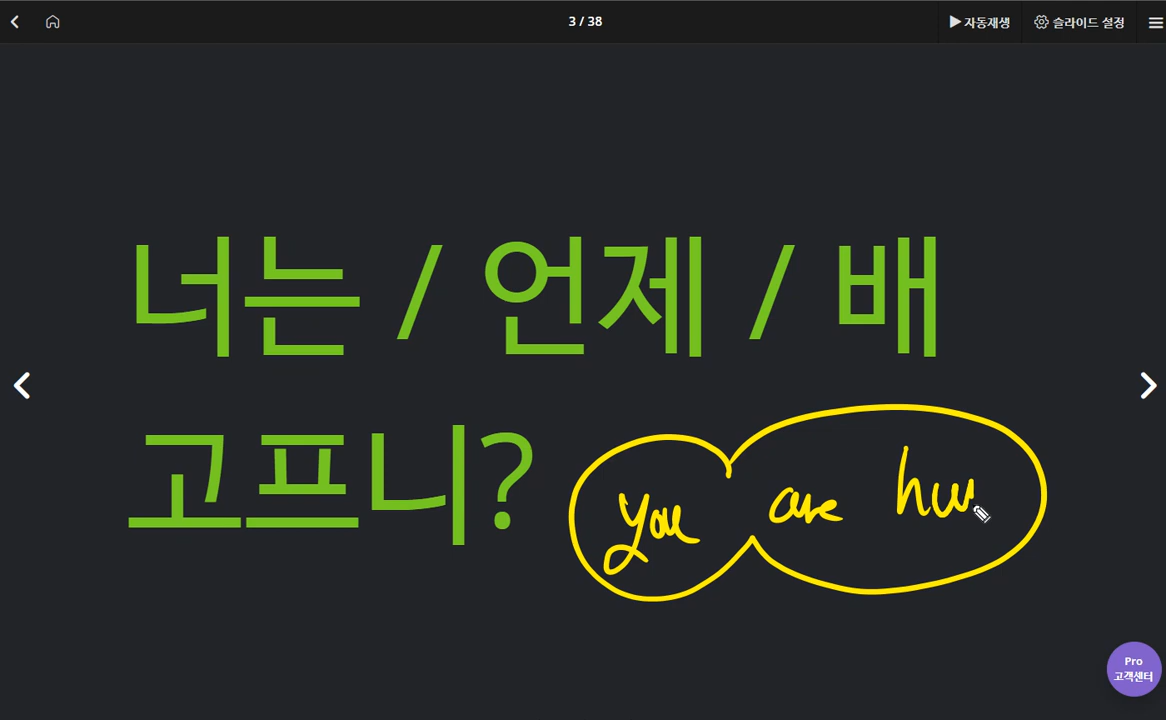 3 / 38
자동재생
슬라이드 설정
너는 / 언제 / 배
고프니?
you are hun
Pro
고객센터